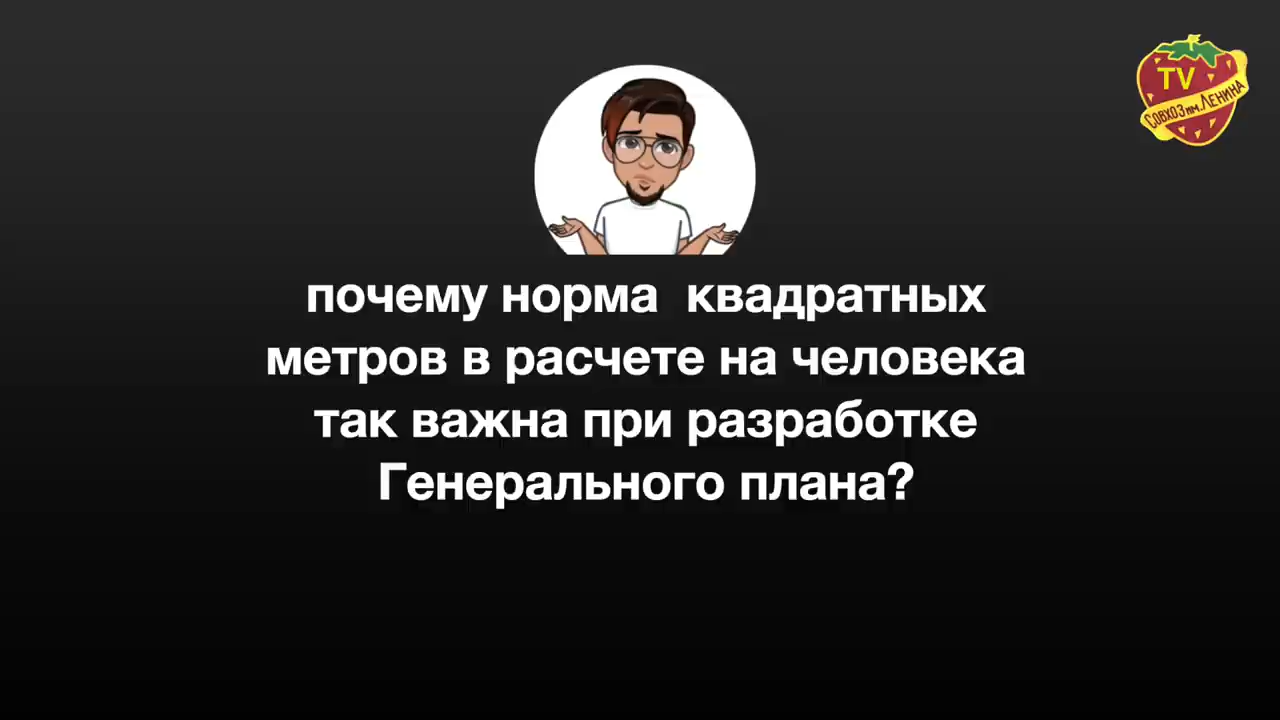 TV
Совхоз им. Ленина
почему норма квадратных
метров в расчете на человека
так важна при разработке
Генерального плана?